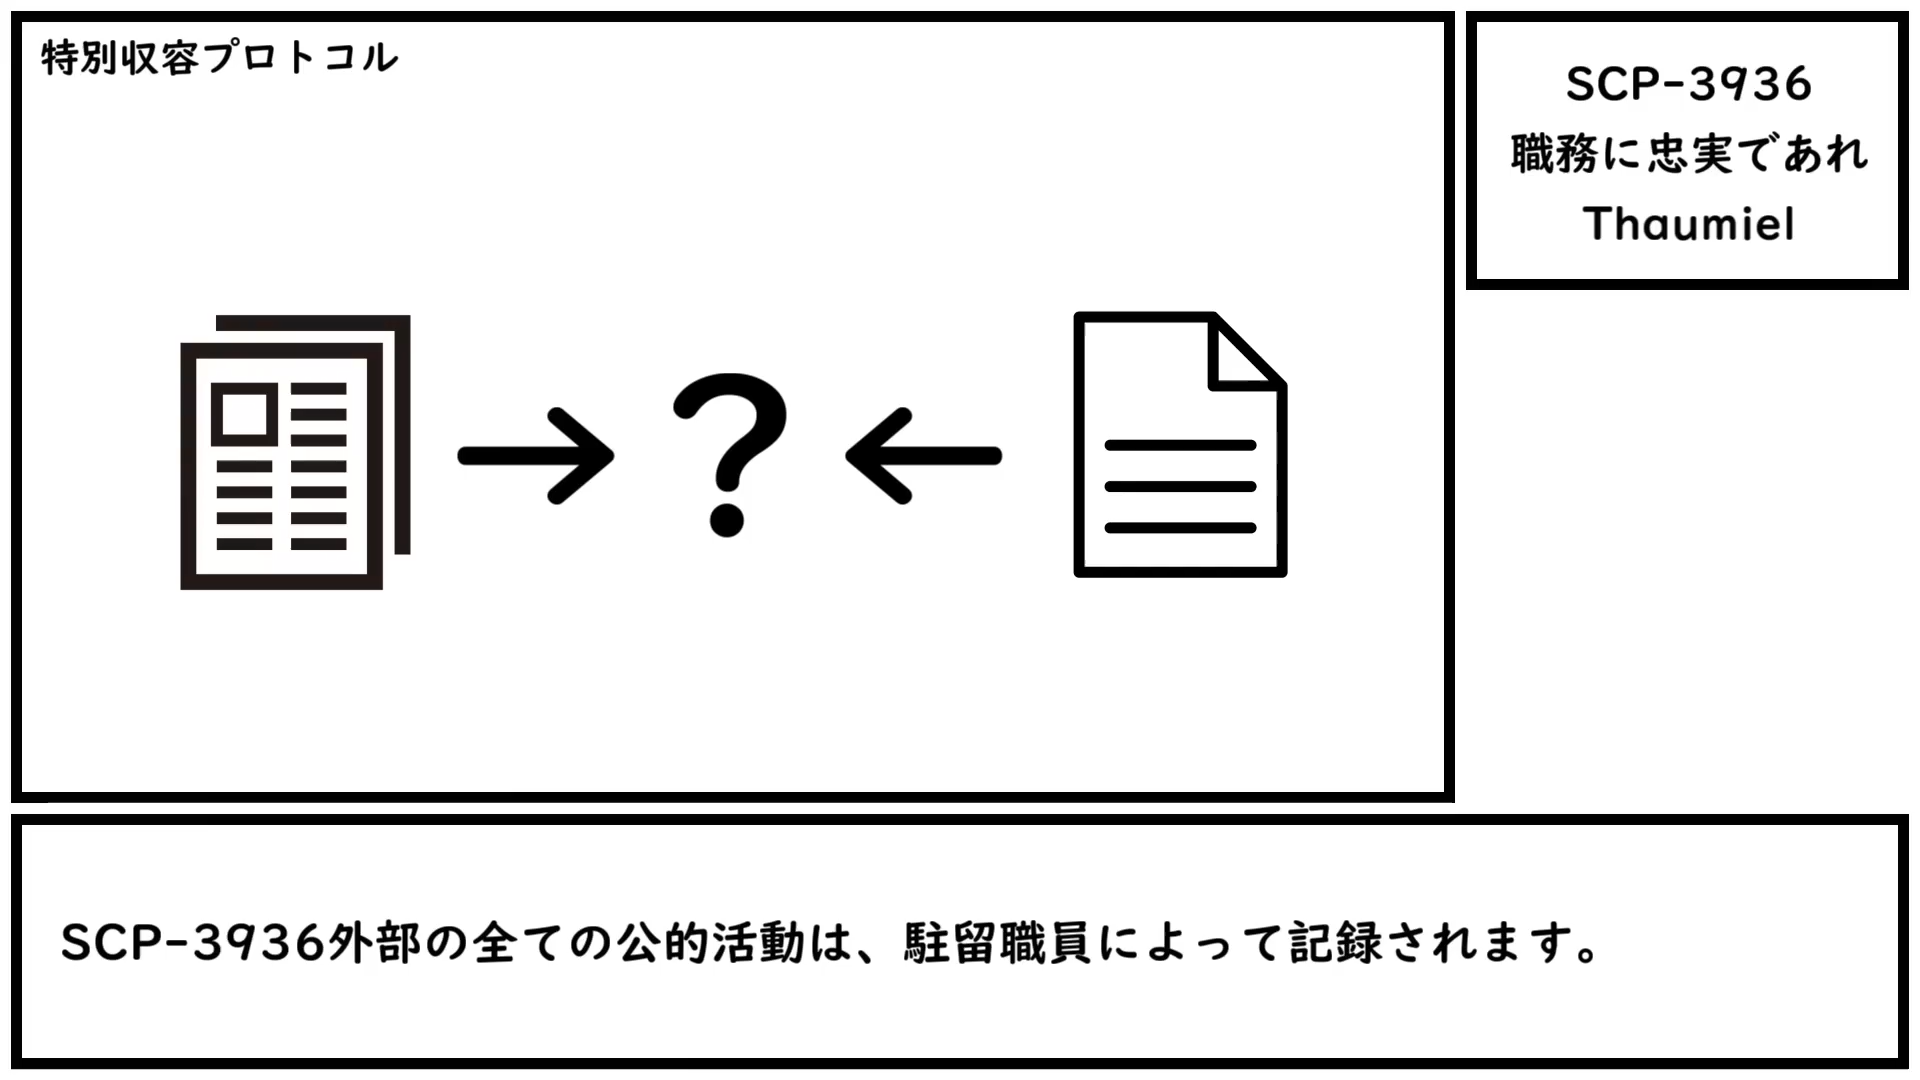 特別収容プロトコル
SCP-3936
職務に忠実であれ
Thaumiel
?
SCP-3936外部の全ての公的活動は、駐留職員によって記録されます。